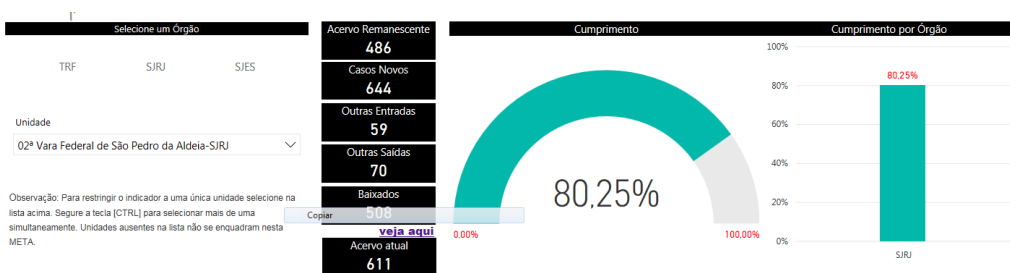 Selecione um Órgão
TRF SJRJ SJES
Unidade
02ª Vara Federal de São Pedro da Aldeia-SJRJ
Observação: Para restringir o indicador a uma única unidade selecione na
lista acima. Segure a tecla [CTRL] para selecionar mais de uma
simultaneamente. Unidades ausentes na lista não se enquadram nesta
META.
Acervo Remanescente
486
Casos Novos
644
Outras Entradas
59
Outras Saídas
70
Baixados
Copiar
508
veja aqui
Acervo atual
611
Cumprimento
80,25%
0,00%
100,00%
Cumprimento por Órgão
100%
80,25%
80%
60%
40%
20%
0%
SJRJ